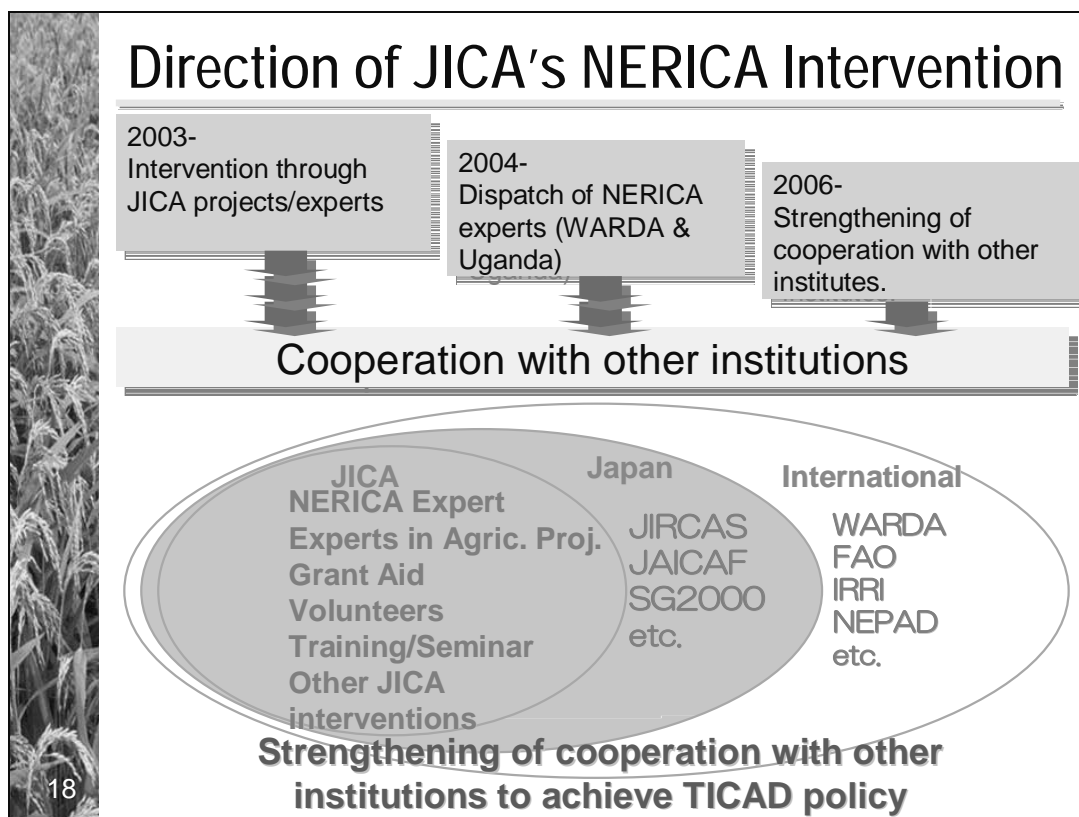 Direction of JICA's NERICA Intervention
2003-
Intervention through
JICA projects/experts
2004-
Dispatch of NERICA
experts (WARDA &
Uganda)
2006-
Strengthening of
cooperation with other
institutes.
Cooperation with other institutions
JICA
NERICA Expert
Experts in Agric. Proj.
Grant Aid
Volunteers
Training/Seminar
Other JICA
interventions
Japan
JIRCAS
JAICAF
SG2000
etc.
International
WARDA
FAO
IRRI
NEPAD
etc.
Strengthening of cooperation with other
institutions to achieve TICAD policy
18